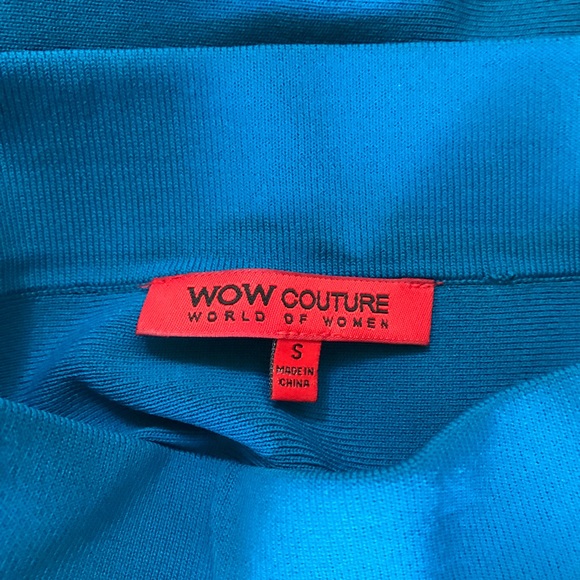 WOW COUTURE
WORLD OF WOMEN
S
MADE IN
CHINA